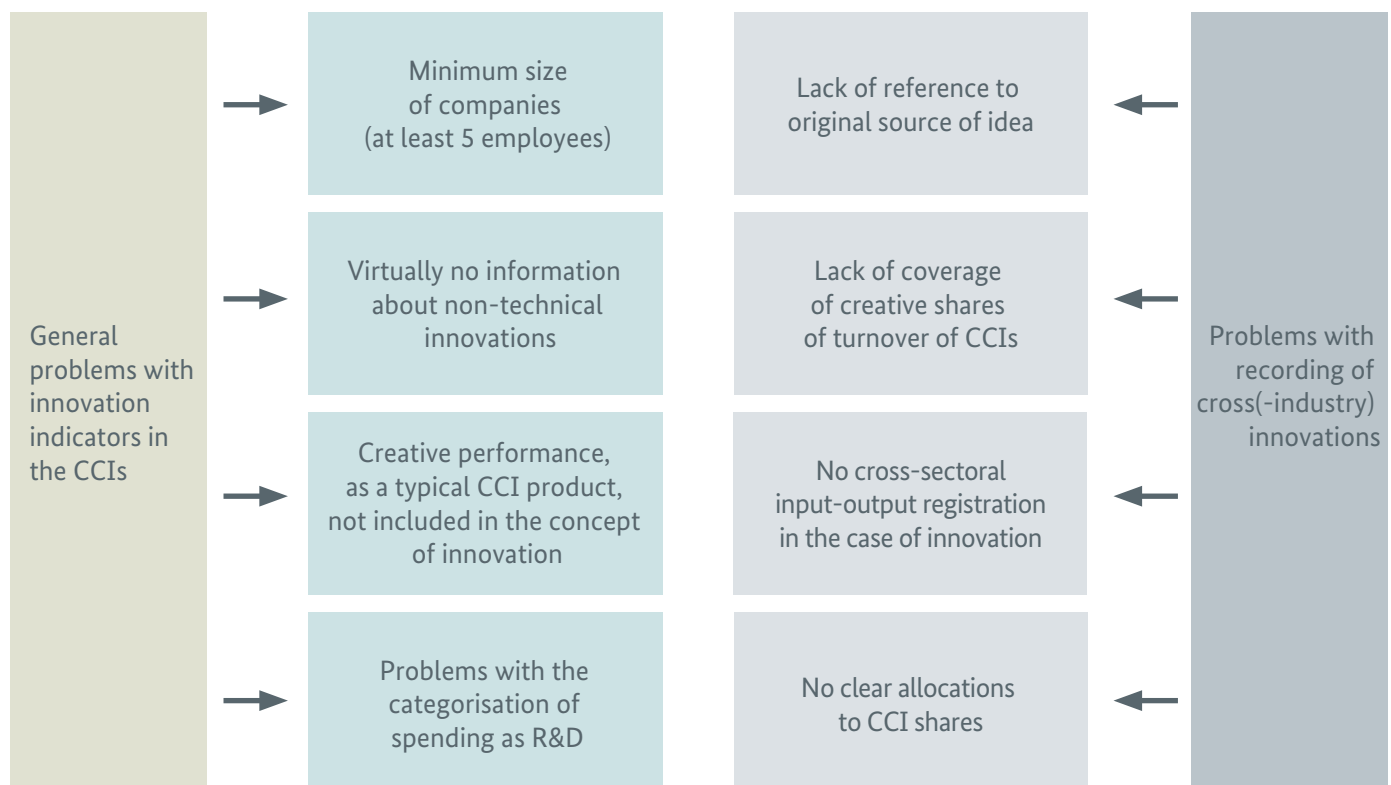 General
problems with
innovation
indicators in
the CCIs
Minimum size
of companies
(at least 5 employees)
Virtually no information
about non-technical
innovations
Creative performance,
as a typical CCI product,
not included in the concept
of innovation
Problems with the
categorisation of
spending as R&D
Lack of reference to
original source of idea
Lack of coverage
of creative shares
of turnover of CCIs
No cross-sectoral
input-output registration
in the case of innovation
No clear allocations
to CCI shares
Problems with
recording of
cross(-industry)
innovations